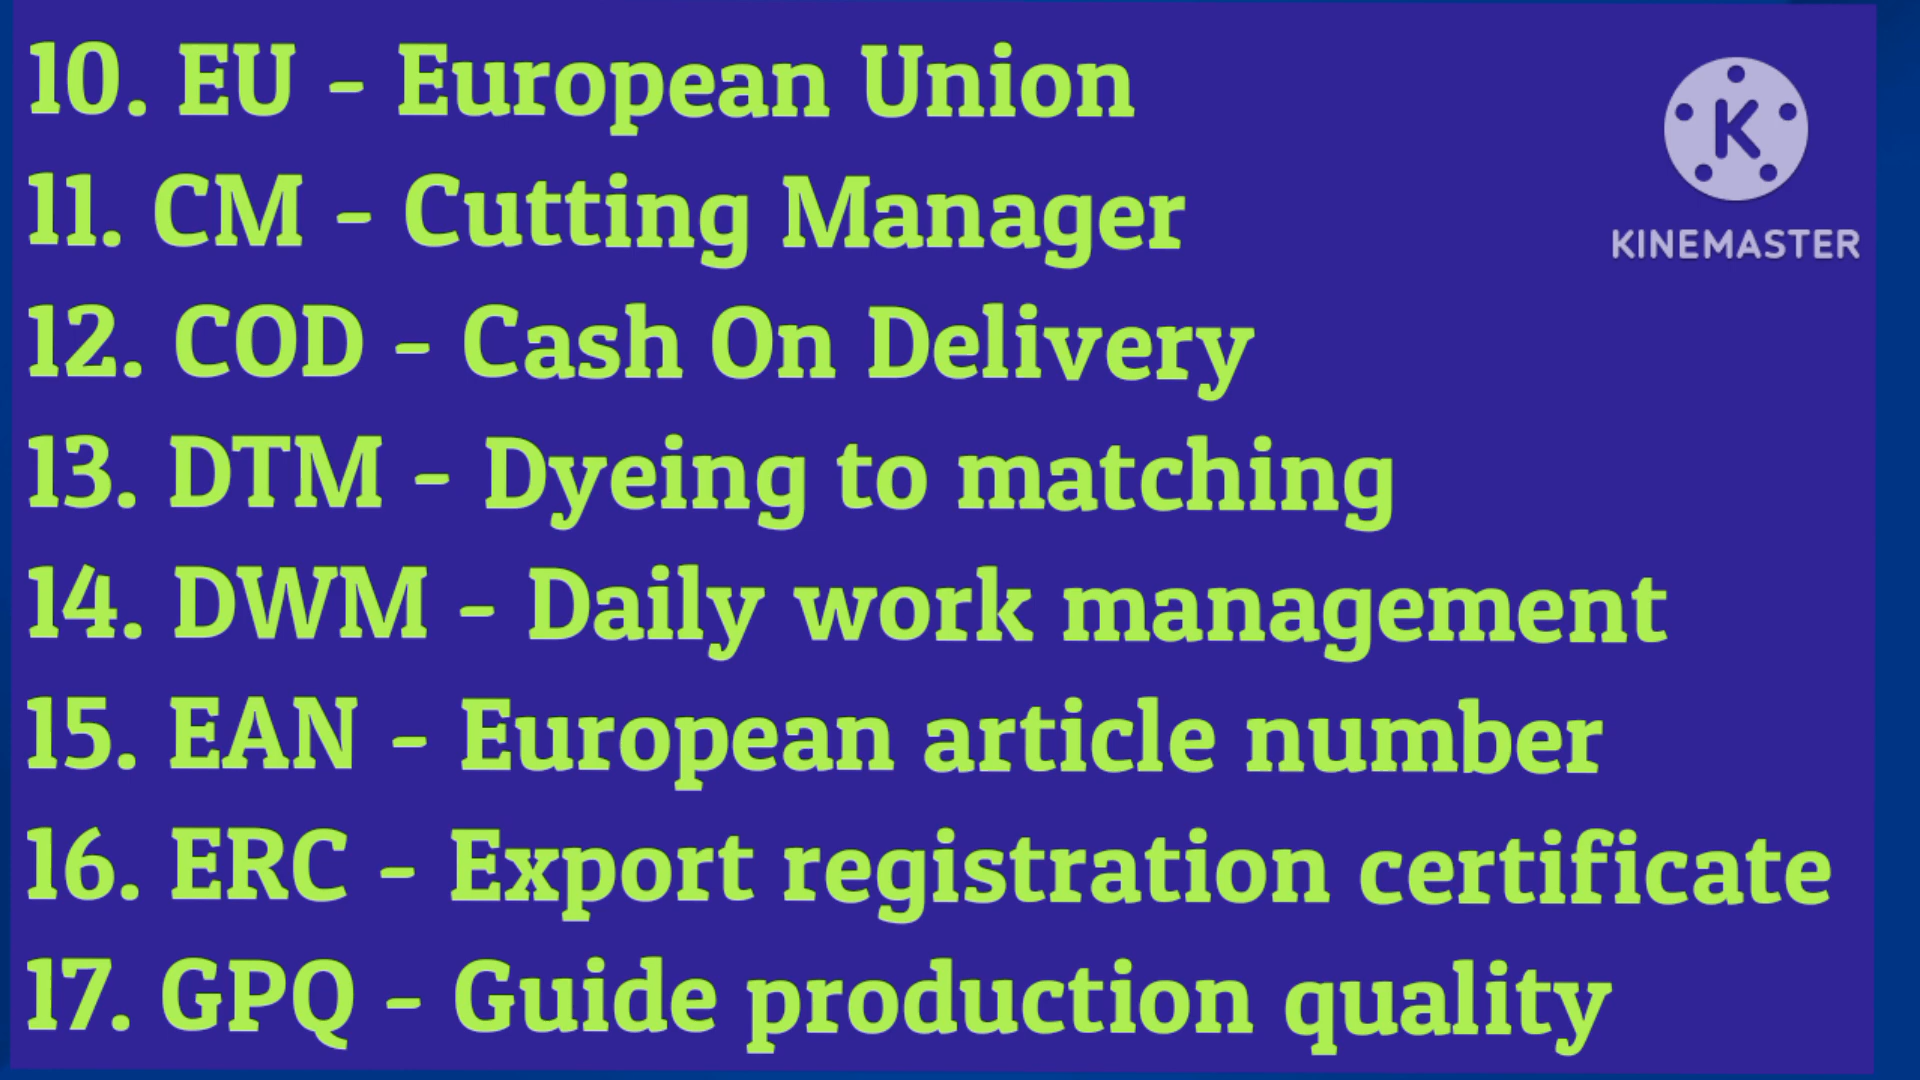 10. EU - European Union
KINEMASTER
11. CM - Cutting Manager
12. COD - Cash On Delivery
13. DTM - Dyeing to matching
14. DWM - Daily work management
15. EAN - European article number
16. ERC - Export registration certificate
17. GPQ - Guide production quality